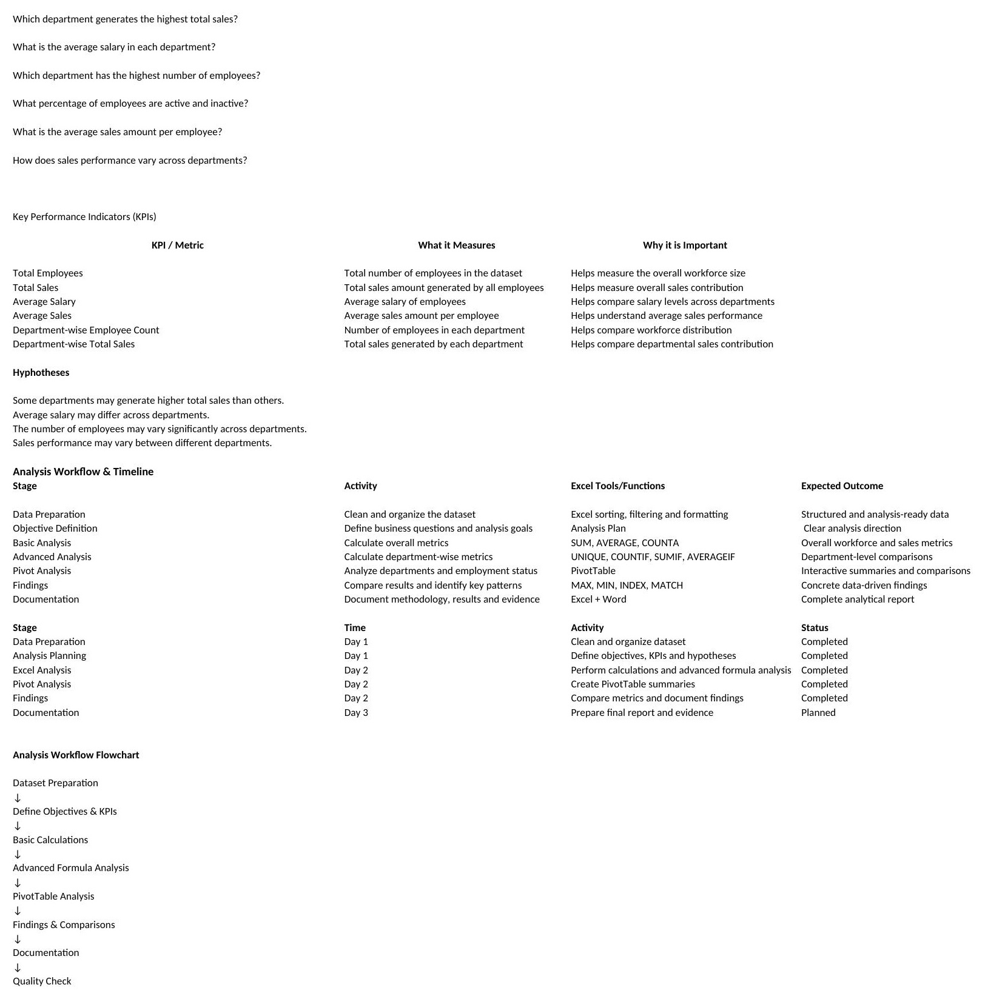 Which department generates the highest total sales?
What is the average salary in each department?
Which department has the highest number of employees?
What percentage of employees are active and inactive?
What is the average sales amount per employee?
How does sales performance vary across departments?
Key Performance Indicators (KPIs)
KPI / Metric What it Measures Why it is Important
Total Employees Total number of employees in the dataset Helps measure the overall workforce size
Total Sales Total sales amount generated by all employees Helps measure overall sales contribution
Average Salary Average salary of employees Helps compare salary levels across departments
Average Sales Average sales amount per employee Helps understand average sales performance
Department-wise Employee Count Number of employees in each department Helps compare workforce distribution
Department-wise Total Sales Total sales generated by each department Helps compare departmental sales contribution
Hyphotheses
Some departments may generate higher total sales than others.
Average salary may differ across departments.
The number of employees may vary significantly across departments.
Sales performance may vary between different departments.
Analysis Workflow & Timeline
Stage Activity Excel Tools/Functions Expected Outcome
Data Preparation Clean and organize the dataset Excel sorting, filtering and formatting Structured and analysis-ready data
Objective Definition Define business questions and analysis goals Analysis Plan Clear analysis direction
Basic Analysis Calculate overall metrics SUM, AVERAGE, COUNTA Overall workforce and sales metrics
Advanced Analysis Calculate department-wise metrics UNIQUE, COUNTIF, SUMIF, AVERAGEIF Department-level comparisons
Pivot Analysis Analyze departments and employment status PivotTable Interactive summaries and comparisons
Findings Compare results and identify key patterns MAX, MIN, INDEX, MATCH Concrete data-driven findings
Documentation Document methodology, results and evidence Excel + Word Complete analytical report
Stage Time Activity Status
Data Preparation Day 1 Clean and organize dataset Completed
Analysis Planning Day 1 Define objectives, KPIs and hypotheses Completed
Excel Analysis Day 2 Perform calculations and advanced formula analysis Completed
Pivot Analysis Day 2 Create PivotTable summaries Completed
Findings Day 2 Compare metrics and document findings Completed
Documentation Day 3 Prepare final report and evidence Planned
Analysis Workflow Flowchart
Dataset Preparation
↓
Define Objectives & KPIs
↓
Basic Calculations
↓
Advanced Formula Analysis
↓
PivotTable Analysis
↓
Findings & Comparisons
↓
Documentation
↓
Quality Check